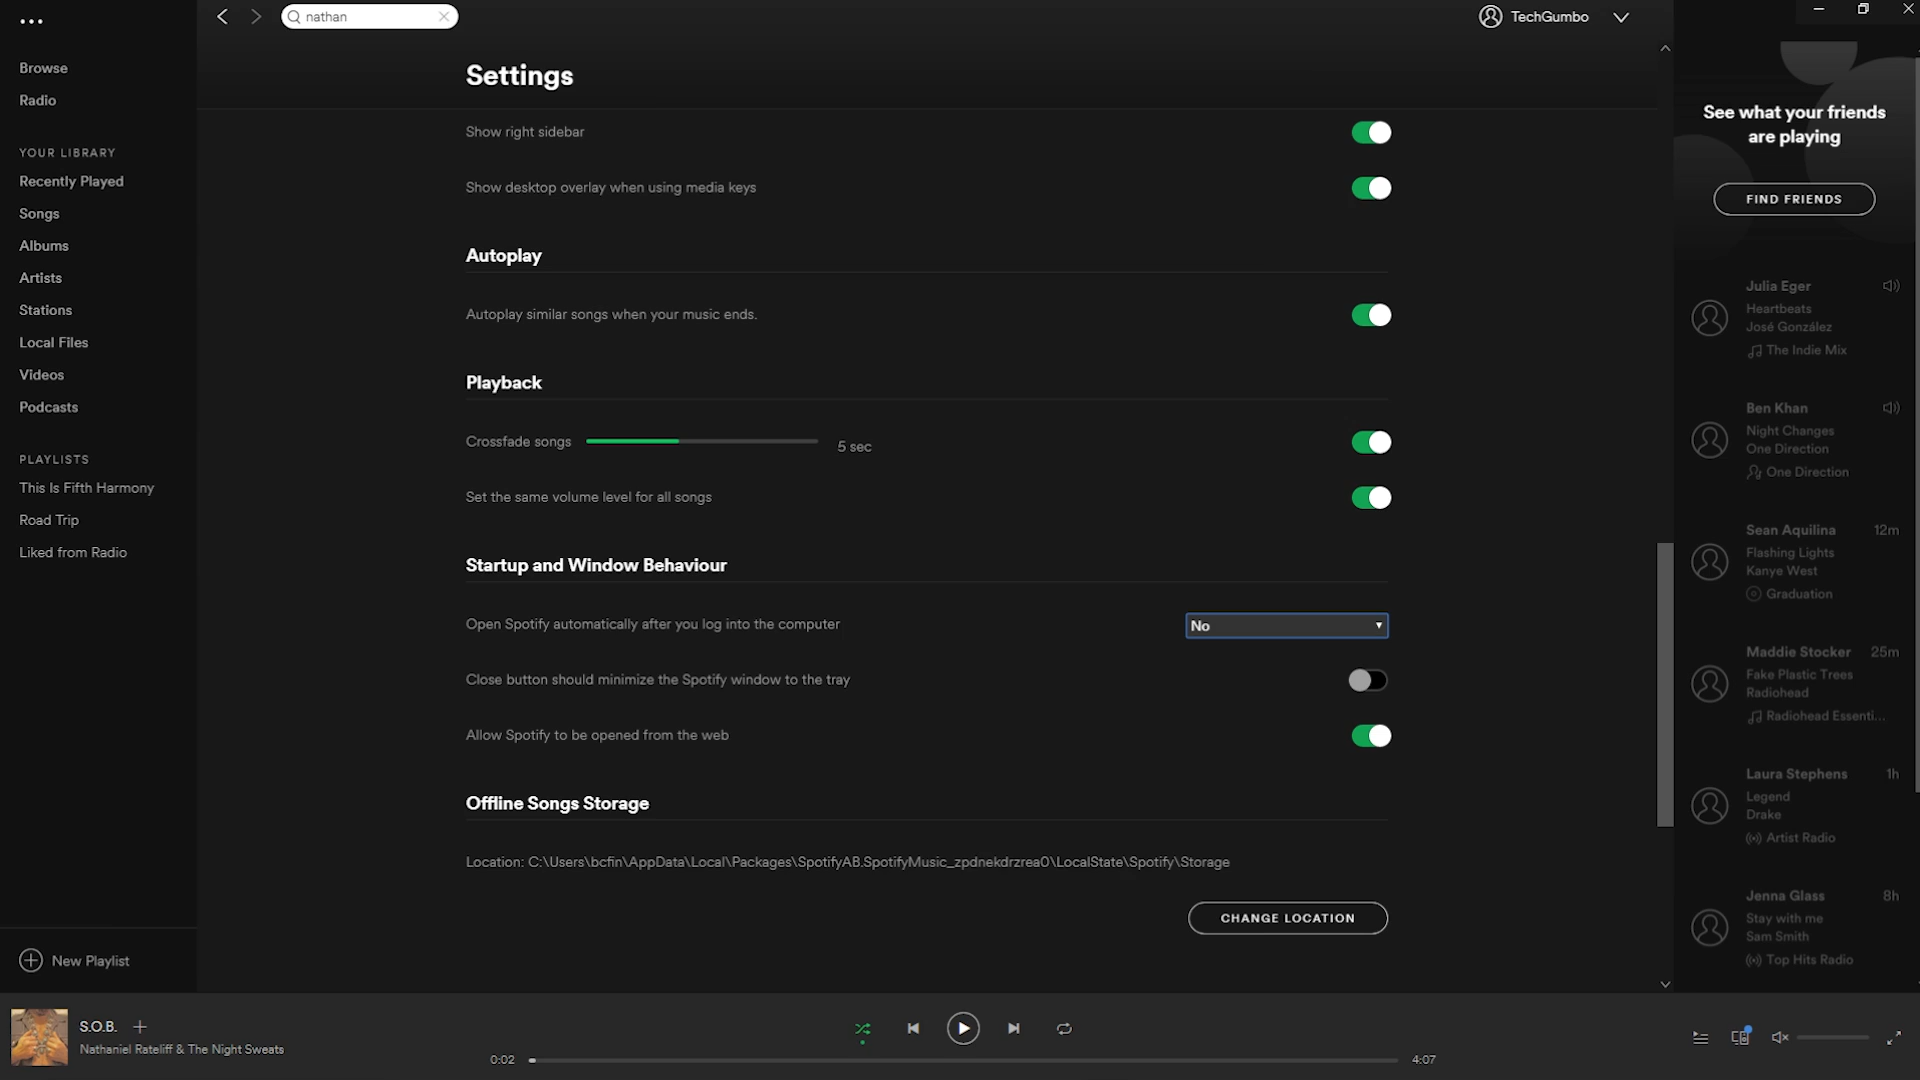 nathan
TechGumbo
Browse
Radio
YOUR LIBRARY
Recently Played
Songs
Albums
Artists
Stations
Local Files
Videos
Podcasts
PLAYLISTS
This Is Fifth Harmony
Road Trip
Liked from Radio
New Playlist
Settings
Show right sidebar
Show desktop overlay when using media keys
Autoplay
Autoplay similar songs when your music ends.
Playback
Crossfade songs 5 sec
Set the same volume level for all songs
Startup and Window Behaviour
Open Spotify automatically after you log into the computer No
Close button should minimize the Spotify window to the tray
Allow Spotify to be opened from the web
Offline Songs Storage
Location: C:\Users\bcfin\AppData\Local\Packages\SpotifyAB.SpotifyMusic_zpdnekdrzrea0\LocalState\Spotify\Storage
CHANGE LOCATION
See what your friends
are playing
FIND FRIENDS
Julia Eger
Heartbeats
José González
The Indie Mix
Ben Khan
Night Changes
One Direction
One Direction
Sean Aquilina 12m
Flashing Lights
Kanye West
Graduation
Maddie Stocker 25m
Fake Plastic Trees
Radiohead
Radiohead Essenti...
Laura Stephens 1h
Legend
Drake
Artist Radio
Jenna Glass 8h
Stay with me
Sam Smith
Top Hits Radio
S.O.B.
Nathaniel Rateliff & The Night Sweats
0:02
4:07